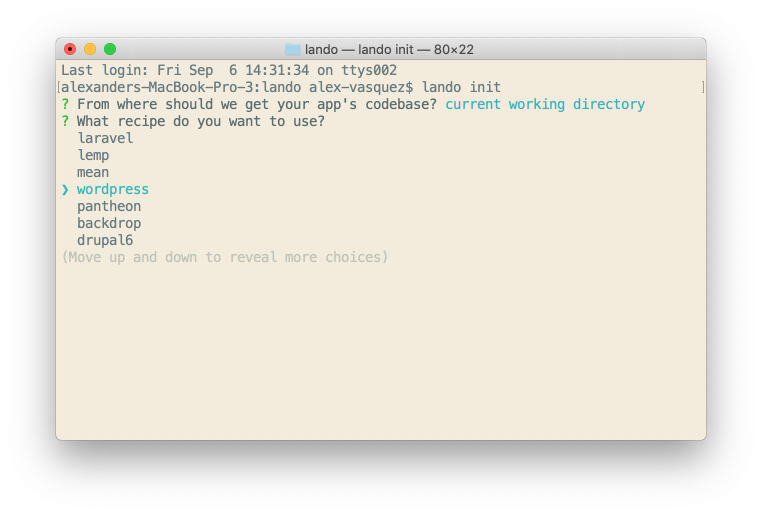 lando — lando init — 80×22
Last login: Fri Sep  6 14:31:34 on ttys002
[alexanders-MacBook-Pro-3:lando alex-vasquez$ lando init ]
? From where should we get your app's codebase? current working directory
? What recipe do you want to use?
  laravel
  lemp
  mean
❯ wordpress
  pantheon
  backdrop
  drupal6
(Move up and down to reveal more choices)